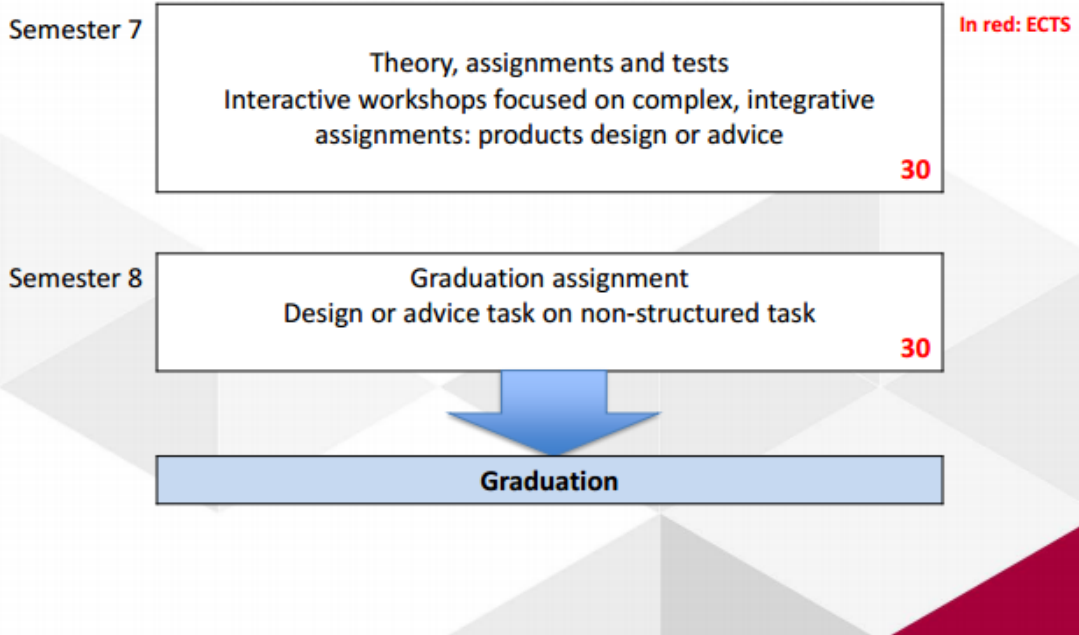 Semester 7
In red: ECTS
Theory, assignments and tests
Interactive workshops focused on complex, integrative
assignments: products design or advice
30
Semester 8
Graduation assignment
Design or advice task on non-structured task
30
Graduation